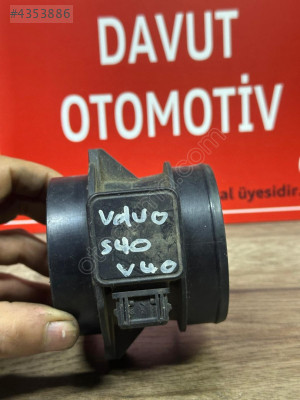 #4353886
DAVUT
OTOMOTİV
al üyesidir.
VOLVO
S40
V40